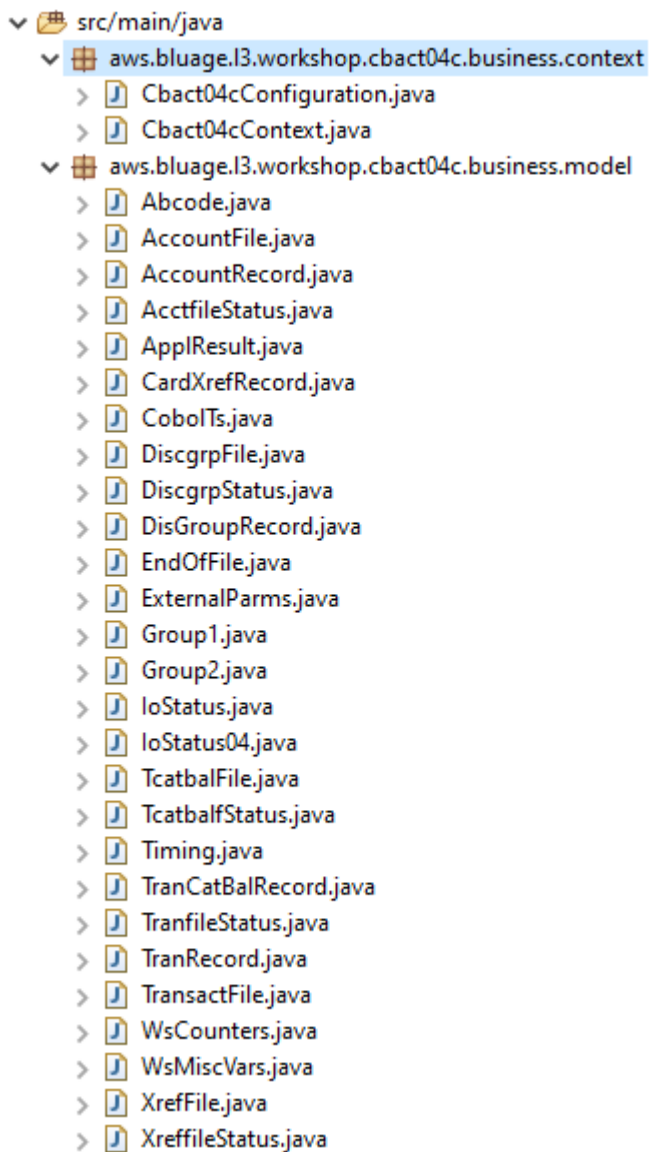 src/main/java
aws.bluage.l3.workshop.cbact04c.business.context
Cbact04cConfiguration.java
Cbact04cContext.java
aws.bluage.l3.workshop.cbact04c.business.model
Abcode.java
AccountFile.java
AccountRecord.java
AcctfileStatus.java
ApplResult.java
CardXrefRecord.java
CobolTs.java
DiscgrpFile.java
DiscgrpStatus.java
DisGroupRecord.java
EndOfFile.java
ExternalParms.java
Group1.java
Group2.java
IoStatus.java
IoStatus04.java
TcatbalFile.java
TcatbalfStatus.java
Timing.java
TranCatBalRecord.java
TranfileStatus.java
TranRecord.java
TransactFile.java
WsCounters.java
WsMiscVars.java
XrefFile.java
XreffileStatus.java